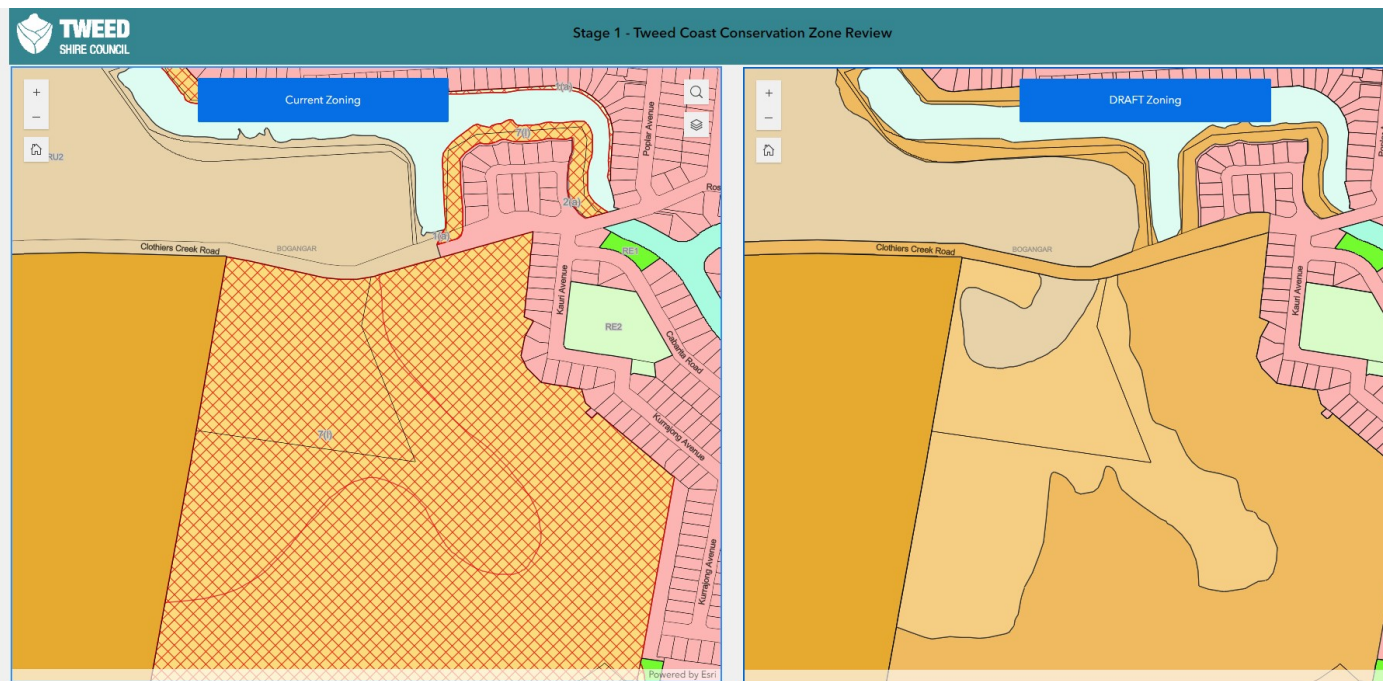 TWEED
SHIRE COUNCIL
Stage 1 - Tweed Coast Conservation Zone Review
Current Zoning
RU2
Clothiers Creek Road
BOGANGAR
7(l)
2(a)
Poplar Avenue
Ros
RE1
Kauri Avenue
RE2
Cabarita Road
Kurrajong Avenue
Kurrajong Avenue
7(l)
Powered by Esri
DRAFT Zoning
Clothiers Creek Road
BOGANGAR
Kauri Avenue